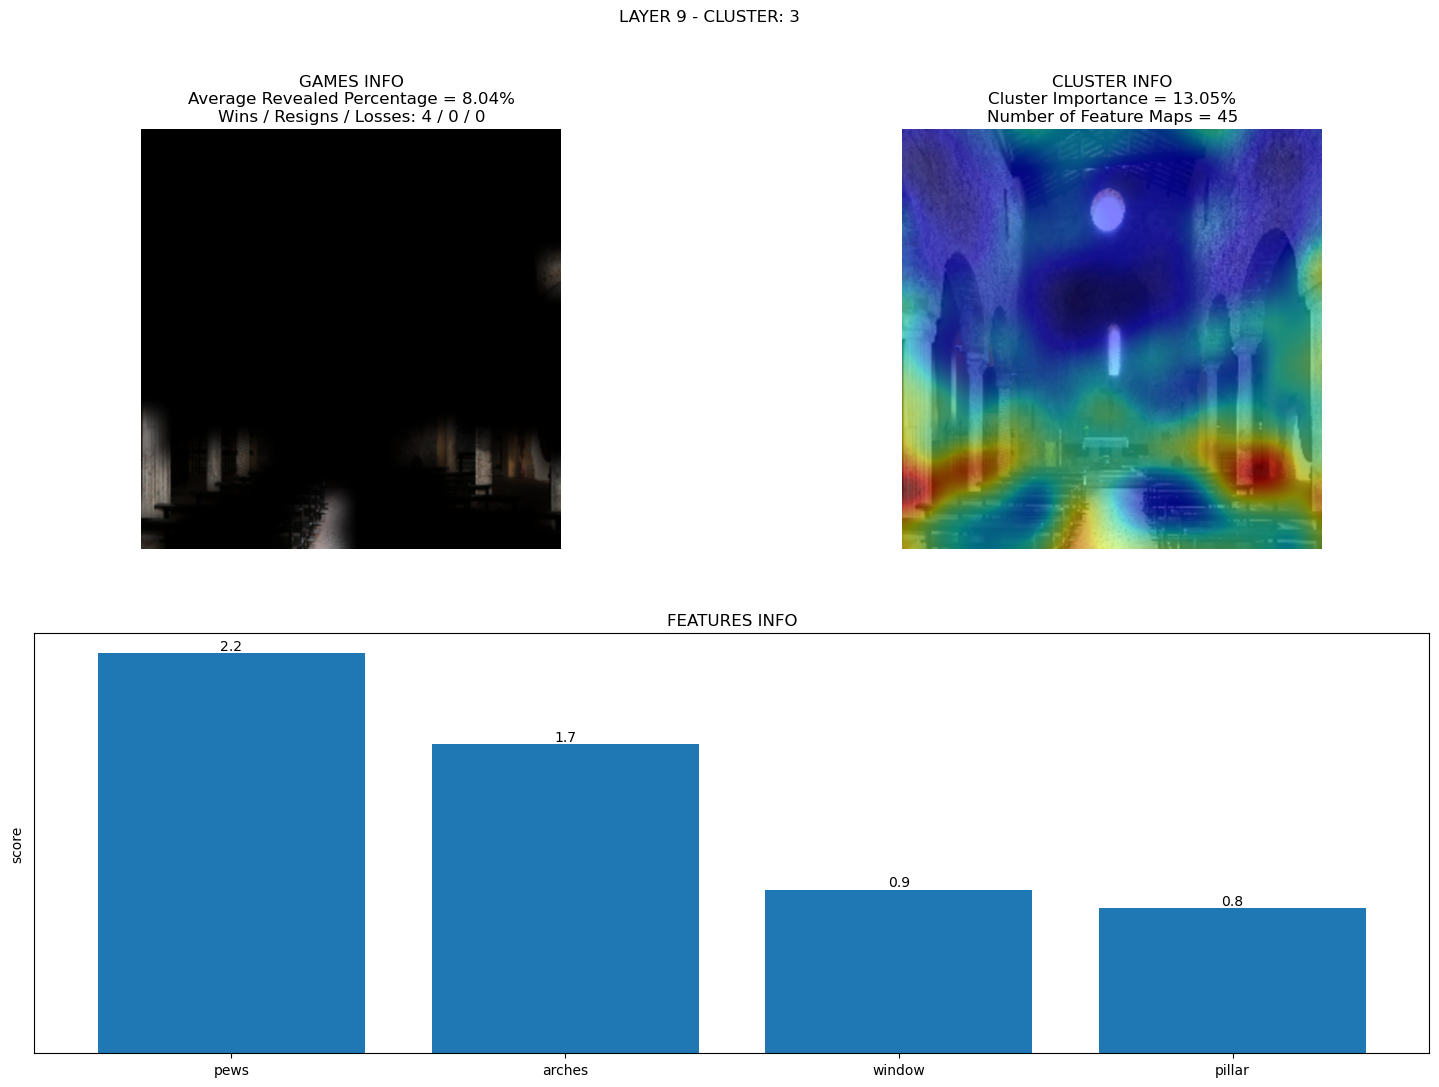 LAYER 9 - CLUSTER: 3
GAMES INFO
Average Revealed Percentage = 8.04%
Wins / Resigns / Losses: 4 / 0 / 0
CLUSTER INFO
Cluster Importance = 13.05%
Number of Feature Maps = 45
FEATURES INFO
score
2.2
1.7
0.9
0.8
pews
arches
window
pillar